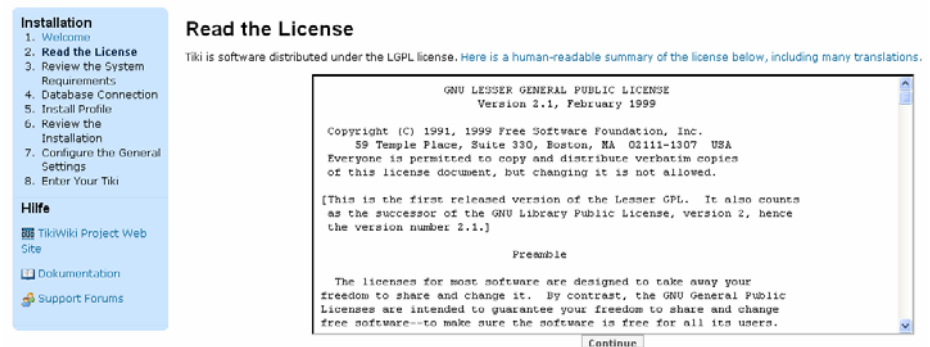 Installation
1. Welcome
2. Read the License
3. Review the System
Requirements
4. Database Connection
5. Install Profile
6. Review the
Installation
7. Configure the General
Settings
8. Enter Your Tiki
Hilfe
TikiWiki Project Web
Site
Dokumentation
Support Forums
Read the License
Tiki is software distributed under the LGPL license. Here is a human-readable summary of the license below, including many translations.
GNU LESSER GENERAL PUBLIC LICENSE
Version 2.1, February 1999
Copyright (C) 1991, 1999 Free Software Foundation, Inc.
59 Temple Place, Suite 330, Boston, MA  02111-1307  USA
Everyone is permitted to copy and distribute verbatim copies
of this license document, but changing it is not allowed.
[This is the first released version of the Lesser GPL.  It also counts
as the successor of the GNU Library Public License, version 2, hence
the version number 2.1.]
Preamble
The licenses for most software are designed to take away your
freedom to share and change it.  By contrast, the GNU General Public
Licenses are intended to guarantee your freedom to share and change
free software--to make sure the software is free for all its users.
Continue